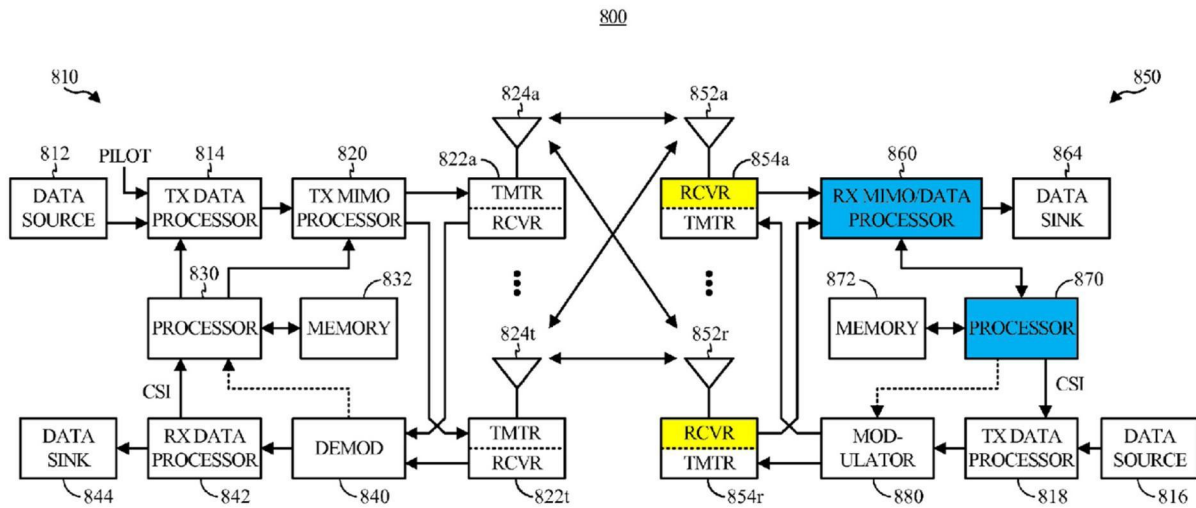 800
810
850
824a
852a
812
PILOT
814
820
822a
854a
860
864
DATA
SOURCE
TX DATA
PROCESSOR
TX MIMO
PROCESSOR
TMTR
RCVR
RCVR
TMTR
RX MIMO/DATA
PROCESSOR
DATA
SINK
830
832
872
870
PROCESSOR
MEMORY
MEMORY
PROCESSOR
824t
852r
CSI
CSI
DATA
SINK
RX DATA
PROCESSOR
DEMOD
TMTR
RCVR
RCVR
TMTR
MOD-
ULATOR
TX DATA
PROCESSOR
DATA
SOURCE
844
842
840
822t
854r
880
818
816